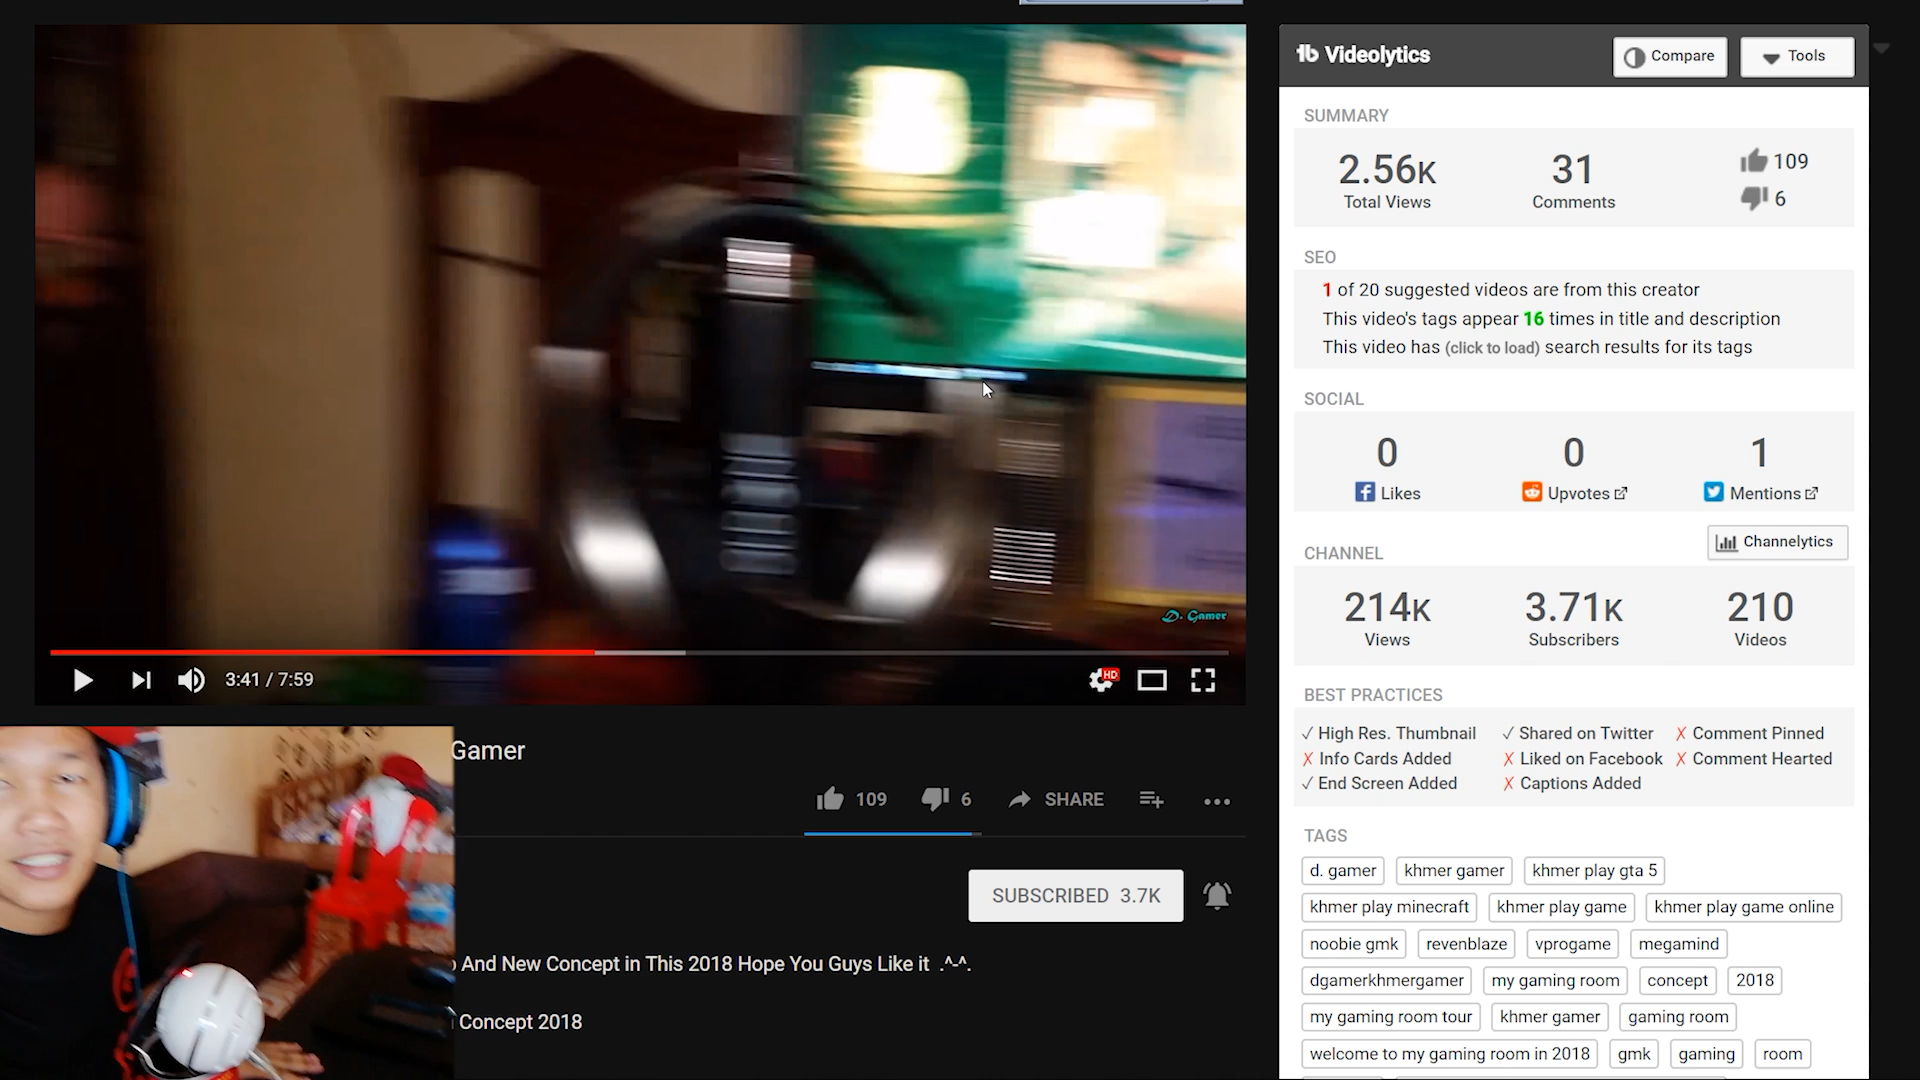 D. Gamer
3:41 / 7:59
HD
Gamer
109
6
SHARE
SUBSCRIBED 3.7K
And New Concept in This 2018 Hope You Guys Like it .^-^.
Concept 2018
Videolytics
Compare
Tools
SUMMARY
2.56K
Total Views
31
Comments
109
6
SEO
1 of 20 suggested videos are from this creator
This video's tags appear 16 times in title and description
This video has (click to load) search results for its tags
SOCIAL
0
Likes
0
Upvotes
1
Mentions
CHANNEL
Channelytics
214K
Views
3.71K
Subscribers
210
Videos
BEST PRACTICES
✓ High Res. Thumbnail ✓ Shared on Twitter ✗ Comment Pinned
✗ Info Cards Added ✗ Liked on Facebook ✗ Comment Hearted
✓ End Screen Added ✗ Captions Added
TAGS
d. gamer khmer gamer khmer play gta 5
khmer play minecraft khmer play game khmer play game online
noobie gmk revenblaze vprogame megamind
dgamerkhmergamer my gaming room concept 2018
my gaming room tour khmer gamer gaming room
welcome to my gaming room in 2018 gmk gaming room